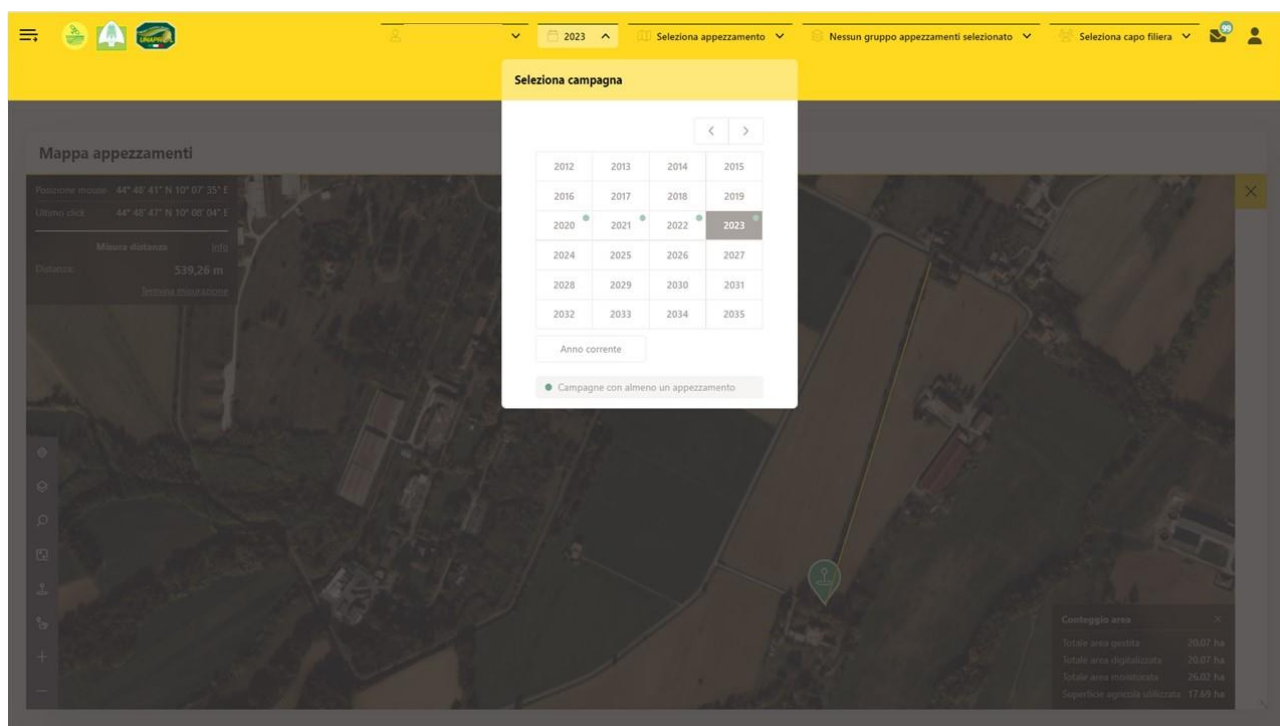 UNAPROL
2023
Seleziona appezzamento
Nessun gruppo appezzamenti selezionato
Seleziona capo filiera
99
Seleziona campagna
2012 2013 2014 2015
2016 2017 2018 2019
2020 2021 2022 2023
2024 2025 2026 2027
2028 2029 2030 2031
2032 2033 2034 2035
Anno corrente
Campagne con almeno un appezzamento
Mappa appezzamenti
Posizione mouse 44° 48' 41" N 10° 07' 35" E
Ultimo click 44° 48' 47" N 10° 08' 04" E
Misura distanza Info
Distanza: 539,26 m
Termina misurazione
Conteggio area
Totale area gestita 20.07 ha
Totale area digitalizzata 20.07 ha
Totale area monitorata 26.02 ha
Superficie agricola utilizzata 17.69 ha